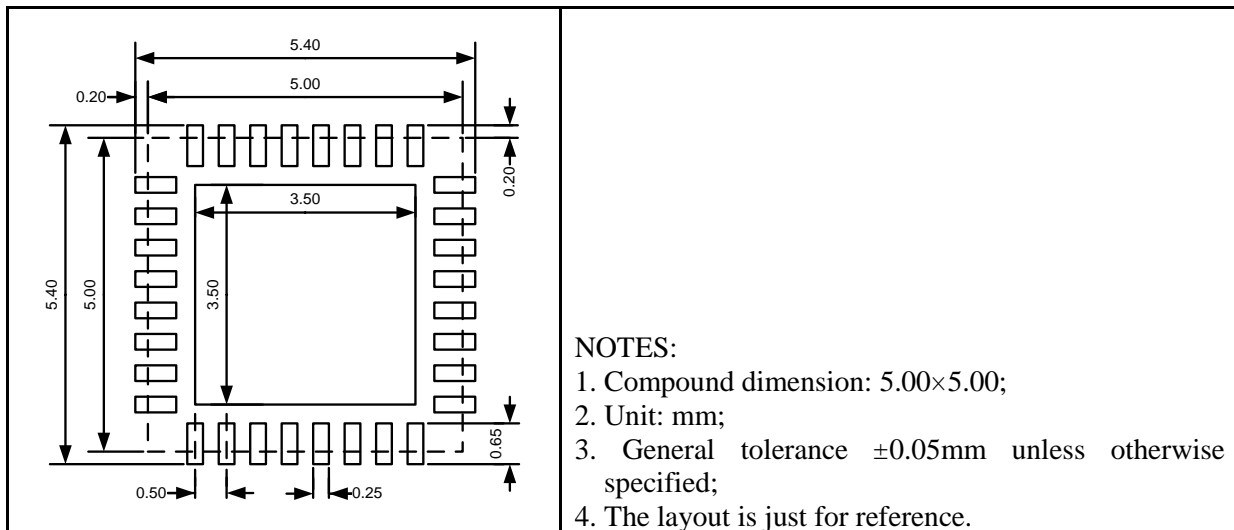 5.40
5.00
0.20
0.20
3.50
5.40
5.00
3.50
0.65
0.50
0.25
NOTES:
1. Compound dimension: 5.00×5.00;
2. Unit: mm;
3. General tolerance ±0.05mm unless otherwise
specified;
4. The layout is just for reference.